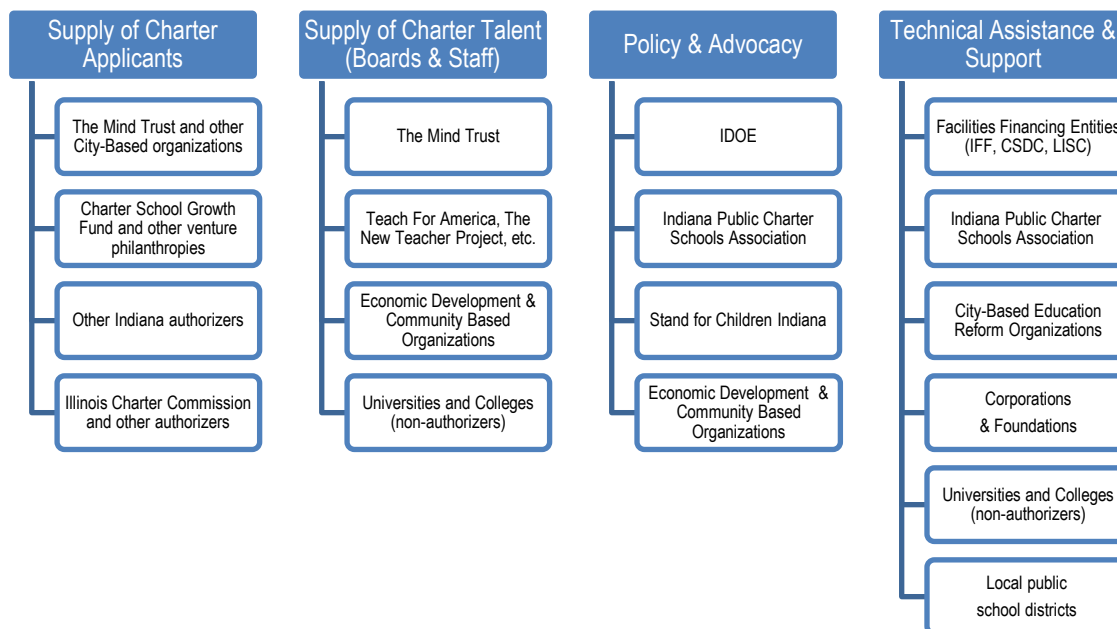 Supply of Charter
Applicants
The Mind Trust and other
City-Based organizations
Charter School Growth
Fund and other venture
philanthropies
Other Indiana authorizers
Illinois Charter Commission
and other authorizers
Supply of Charter Talent
(Boards & Staff)
The Mind Trust
Teach For America, The
New Teacher Project, etc.
Economic Development &
Community Based
Organizations
Universities and Colleges
(non-authorizers)
Policy & Advocacy
IDOE
Indiana Public Charter
Schools Association
Stand for Children Indiana
Economic Development &
Community Based
Organizations
Technical Assistance &
Support
Facilities Financing Entities
(IFF, CSDC, LISC)
Indiana Public Charter
Schools Association
City-Based Education
Reform Organizations
Corporations
& Foundations
Universities and Colleges
(non-authorizers)
Local public
school districts